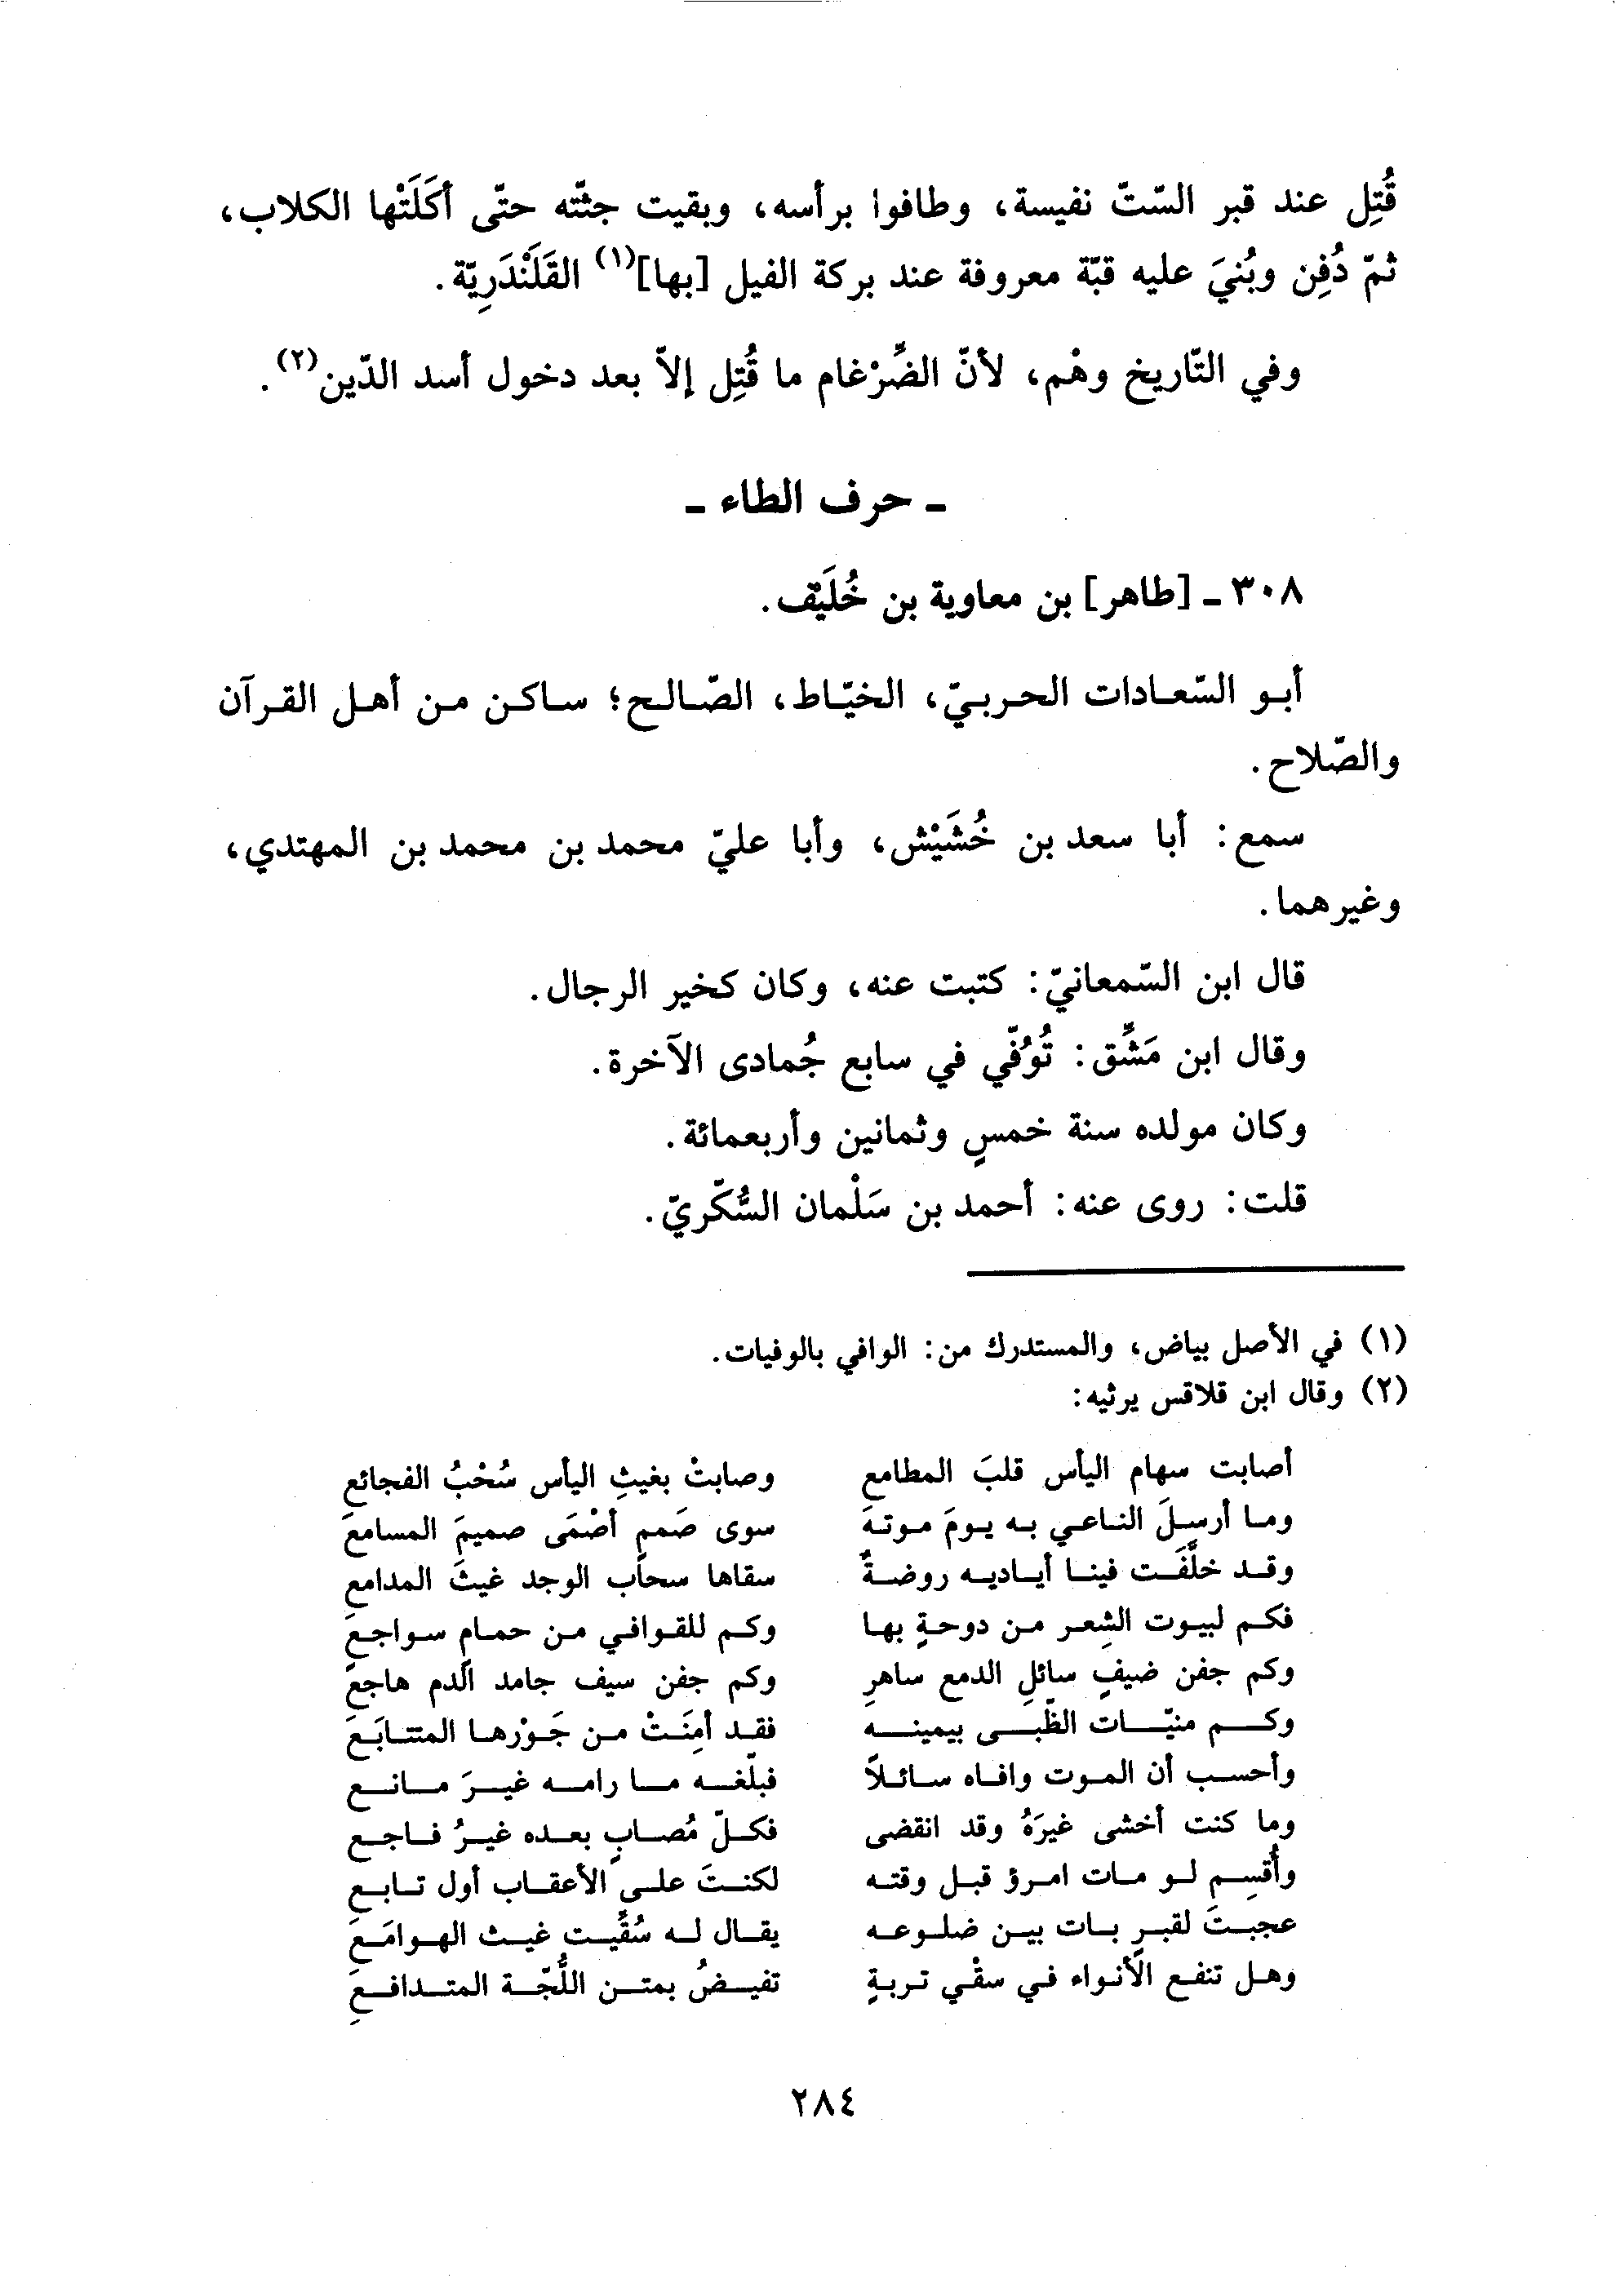 قُتِل عند قبر السّتّ نفيسة، وطافوا برأسه، وبقيت جثّته حتّى أكَلَتْها الكلاب،
ثمّ دُفِن وبُنيَ عليه قبّة معروفة عند بركة الفيل [بها](١) القَلَنْدَرِيّة.
وفي التّاريخ وهْم، لأنّ الضِّرْغام ما قُتِل إلاّ بعد دخول أسد الدّين(٢).
ـ حرف الطاء ـ
٣٠٨ ـ [طاهر] بن معاوية بن خُلَيْف.
أبو السّعادات الحربيّ، الخيّاط، الصّالح؛ ساكن من أهل القرآن
والصّلاح.
سمع: أبا سعد بن خُشَيْش، وأبا عليّ محمد بن محمد بن المهتدي،
وغيرهما.
قال ابن السّمعانيّ: كتبت عنه، وكان كخير الرجال.
وقال ابن مَشِّق: تُوُفّي في سابع جُمادى الآخرة.
وكان مولده سنة خمسٍ وثمانين وأربعمائة.
قلت: روى عنه: أحمد بن سَلْمان السُّكّريّ.
(١) في الأصل بياض، والمستدرك من: الوافي بالوفيات.
(٢) وقال ابن قلاقس يرثيه:
أصابت سهام اليأس قلبَ المطامع وصابتْ بغيثِ اليأس سُحْبُ الفجائعِ
وما أرسلَ الناعي به يومَ موته سوى صَممٍ أصْمَى صميمَ المسامعِ
وقد خلَّفَت فينا أياديه روضةٌ سقاها سحاب الوجد غيثَ المدامعِ
فكم لبيوت الشِعر من دوحةٍ بها وكم للقوافي من حمامٍ سواجعِ
وكم جفن ضيفٍ سائلِ الدمع ساهرِ وكم جفن سيف جامد الدم هاجعِ
وكم منيّات الظّبى بيمينه فقد أمِنَتْ من جَوْرها المتتابَعِ
وأحسب أن الموت وافاه سائلاً فبلّغه ما رامه غيرَ مانع
وما كنت أخشى غيرَهُ وقد انقضى فكلّ مُصابٍ بعده غيرُ فاجع
وأُقسِم لو مات امرؤ قبل وقته لكنتَ على الأعقاب أول تابعِ
عجبتَ لقبرٍ بات بين ضلوعه يقال له سُقِّيت غيث الهوامَعِ
وهل تنفع الأنواء في سقْي تربةٍ تفيضُ بمتن اللُّجّة المتدافعِ
٢٨٤